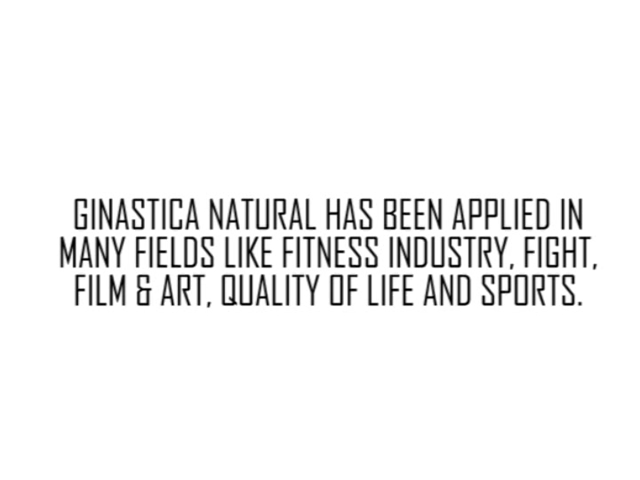 GINASTICA NATURAL HAS BEEN APPLIED IN
MANY FIELDS LIKE FITNESS INDUSTRY, FIGHT,
FILM & ART, QUALITY OF LIFE AND SPORTS.